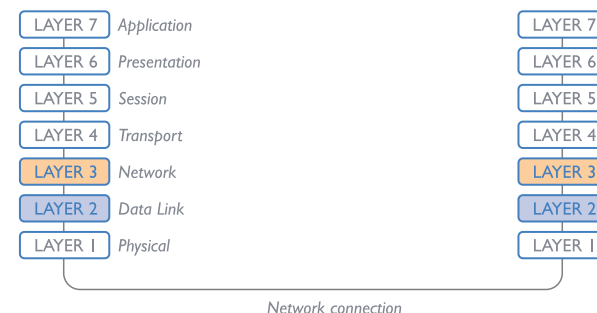 LAYER 7 Application LAYER 7
LAYER 6 Presentation LAYER 6
LAYER 5 Session LAYER 5
LAYER 4 Transport LAYER 4
LAYER 3 Network LAYER 3
LAYER 2 Data Link LAYER 2
LAYER 1 Physical LAYER 1
Network connection